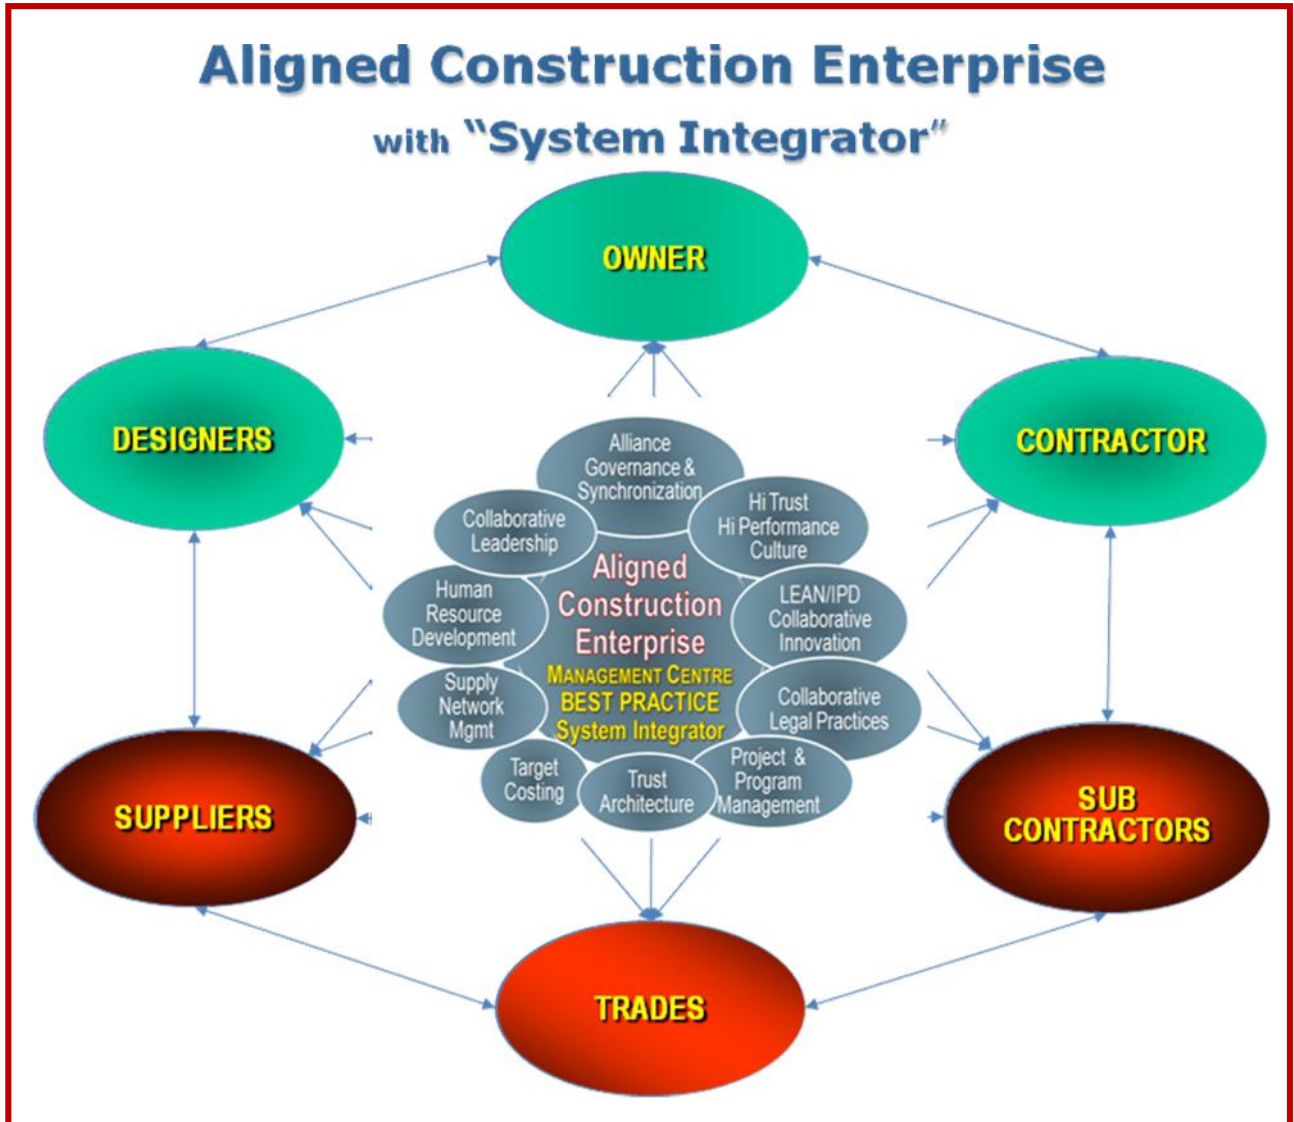 Aligned Construction Enterprise
with “System Integrator”
OWNER
DESIGNERS
CONTRACTOR
Alliance
Governance &
Synchronization
Hi Trust
Hi Performance
Culture
Collaborative
Leadership
Aligned
Construction
Enterprise
MANAGEMENT CENTRE
BEST PRACTICE
System Integrator
Human
Resource
Development
LEAN/IPD
Collaborative
Innovation
Supply
Network
Mgmt
Collaborative
Legal Practices
Target
Costing
Trust
Architecture
Project &
Program
Management
SUPPLIERS
SUB
CONTRACTORS
TRADES